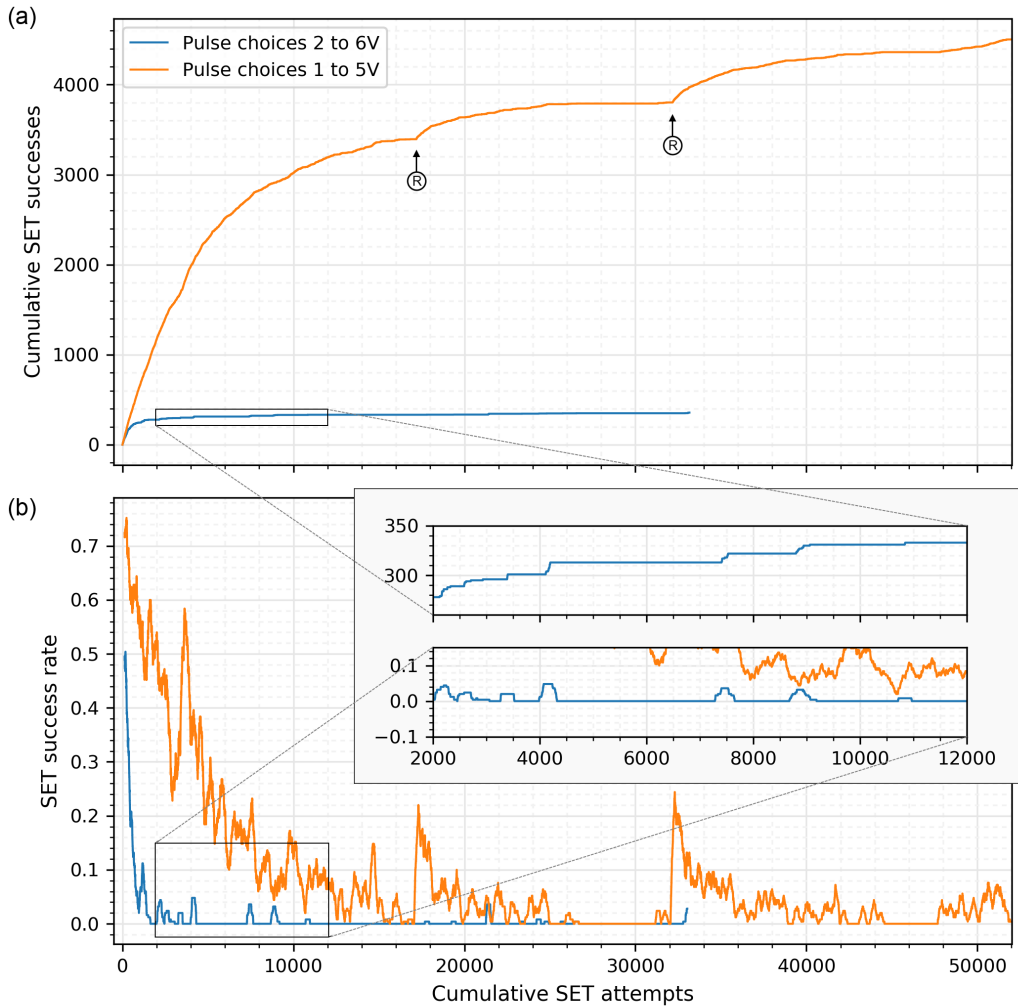 (a)
Pulse choices 2 to 6V
Pulse choices 1 to 5V
Cumulative SET successes
4000
3000
2000
1000
0
R
R
(b)
SET success rate
0.7
0.6
0.5
0.4
0.3
0.2
0.1
0.0
350
300
0.1
0.0
−0.1
2000 4000 6000 8000 10000 12000
0 10000 20000 30000 40000 50000
Cumulative SET attempts